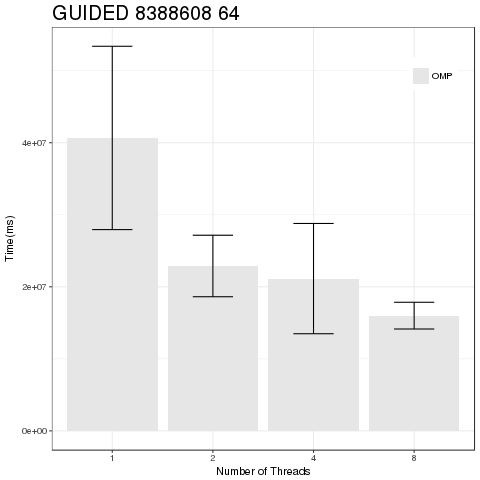 GUIDED 8388608 64
OMP
4e+07
2e+07
0e+00
Time(ms)
1 2 4 8
Number of Threads